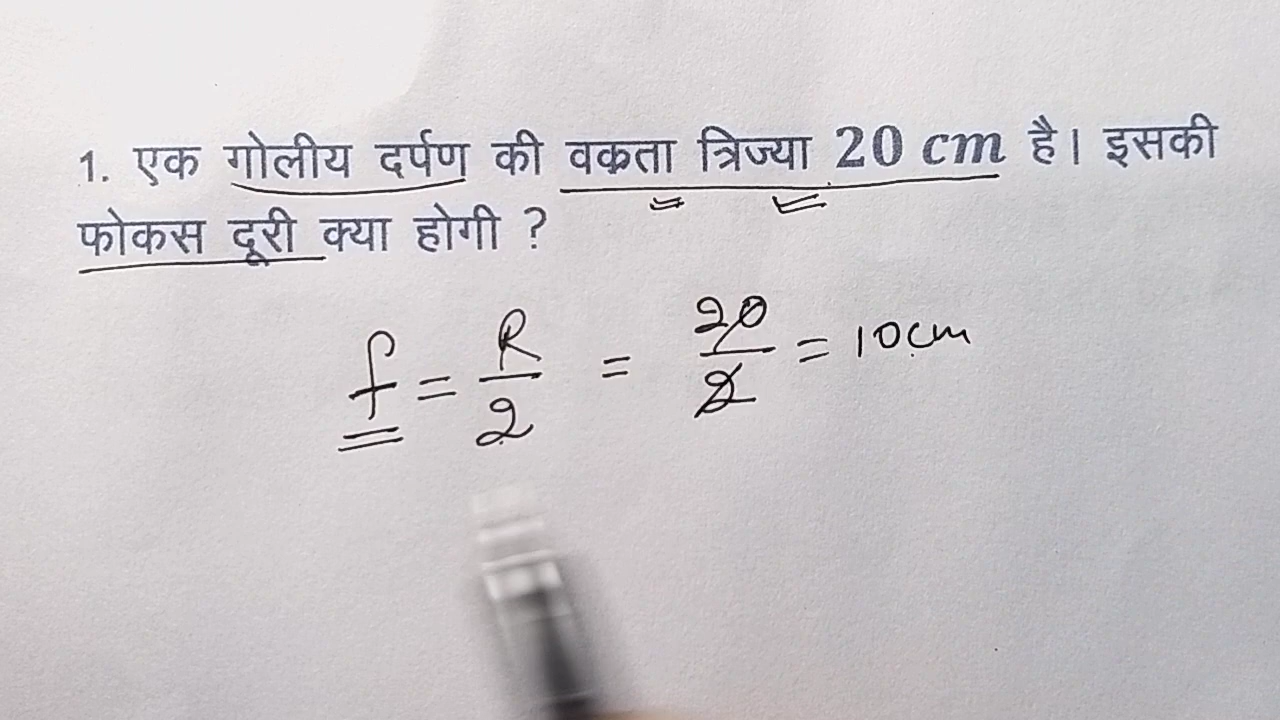 1. एक गोलीय दर्पण की वक्रता त्रिज्या 20 cm है। इसकी
फोकस दूरी क्या होगी ?
f = R/2 = 20/2 = 10cm